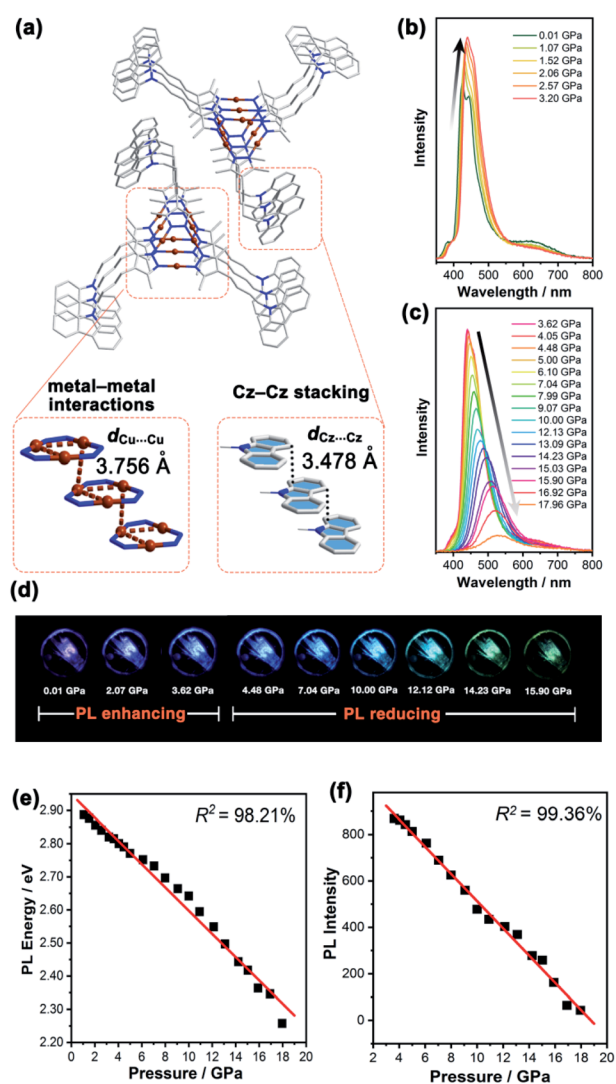 (a)
metal–metal
interactions
dCu···Cu
3.756 Å
Cz–Cz stacking
dCz···Cz
3.478 Å
(b)
Intensity
0.01 GPa
1.07 GPa
1.52 GPa
2.06 GPa
2.57 GPa
3.20 GPa
400 500 600 700 800
Wavelength / nm
(c)
Intensity
3.62 GPa
4.05 GPa
4.48 GPa
5.00 GPa
6.10 GPa
7.04 GPa
7.99 GPa
9.07 GPa
10.00 GPa
12.13 GPa
13.09 GPa
14.23 GPa
15.03 GPa
15.90 GPa
16.92 GPa
17.96 GPa
400 500 600 700 800
Wavelength / nm
(d)
0.01 GPa 2.07 GPa 3.62 GPa 4.48 GPa 7.04 GPa 10.00 GPa 12.12 GPa 14.23 GPa 15.90 GPa
PL enhancing PL reducing
(e)
R² = 98.21%
PL Energy / eV
2.90
2.80
2.70
2.60
2.50
2.40
2.30
2.20
0 2 4 6 8 10 12 14 16 18 20
Pressure / GPa
(f)
R² = 99.36%
PL Intensity
800
600
400
200
0
2 4 6 8 10 12 14 16 18 20
Pressure / GPa